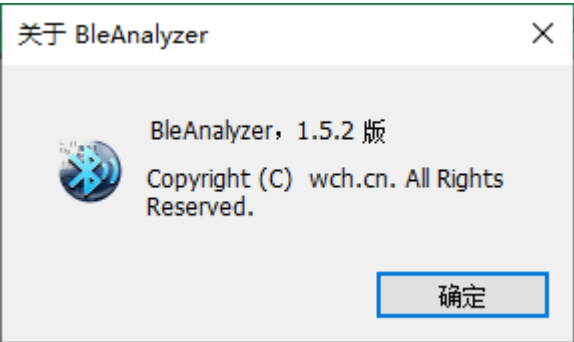 关于 BleAnalyzer
BleAnalyzer，1.5.2 版
Copyright (C)  wch.cn. All Rights
Reserved.
确定